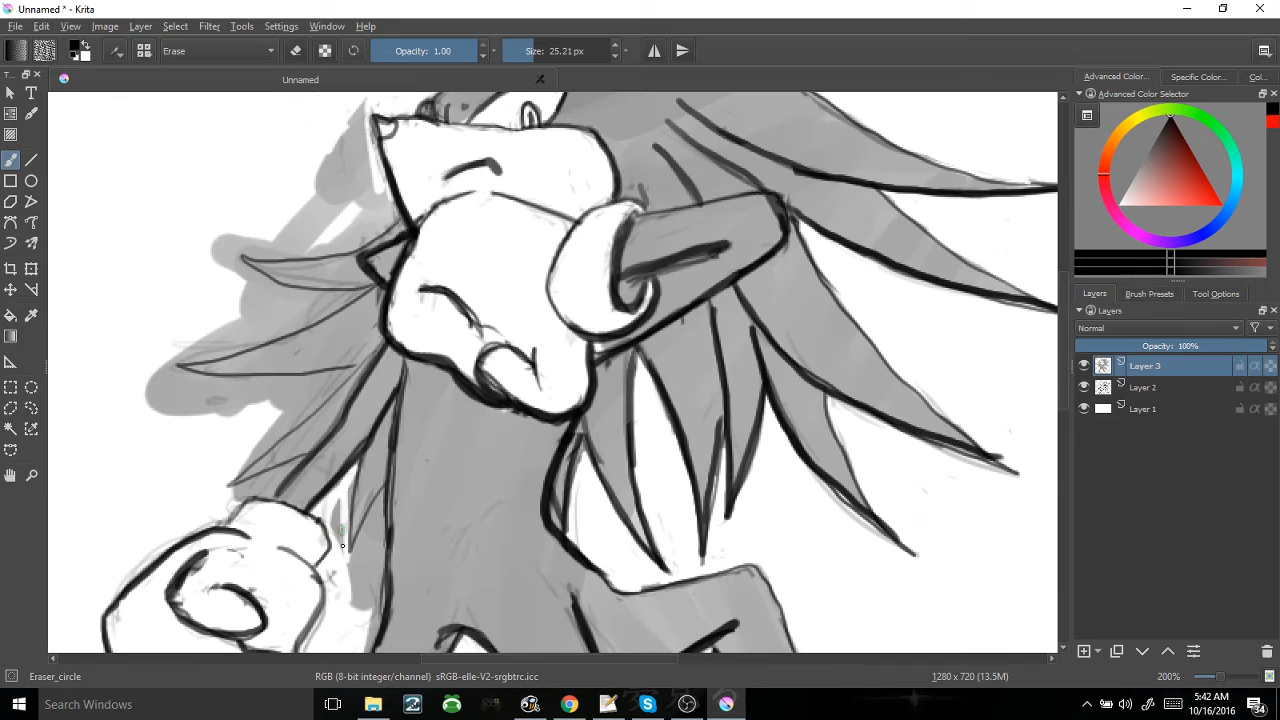 Unnamed * - Krita
File Edit View Image Layer Select Filter Tools Settings Window Help
Erase Opacity: 1.00 Size: 25.21 px
T... Unnamed Advanced Color... Specific Color... Col...
Advanced Color Selector
Layers Brush Presets Tool Options
Layers
Normal
Opacity: 100%
Layer 3
Layer 2
Layer 1
Eraser_circle RGB (8-bit integer/channel) sRGB-elle-V2-srgbtrc.icc 1280 x 720 (13.5M) 200%
Search Windows 5:42 AM
10/16/2016 34